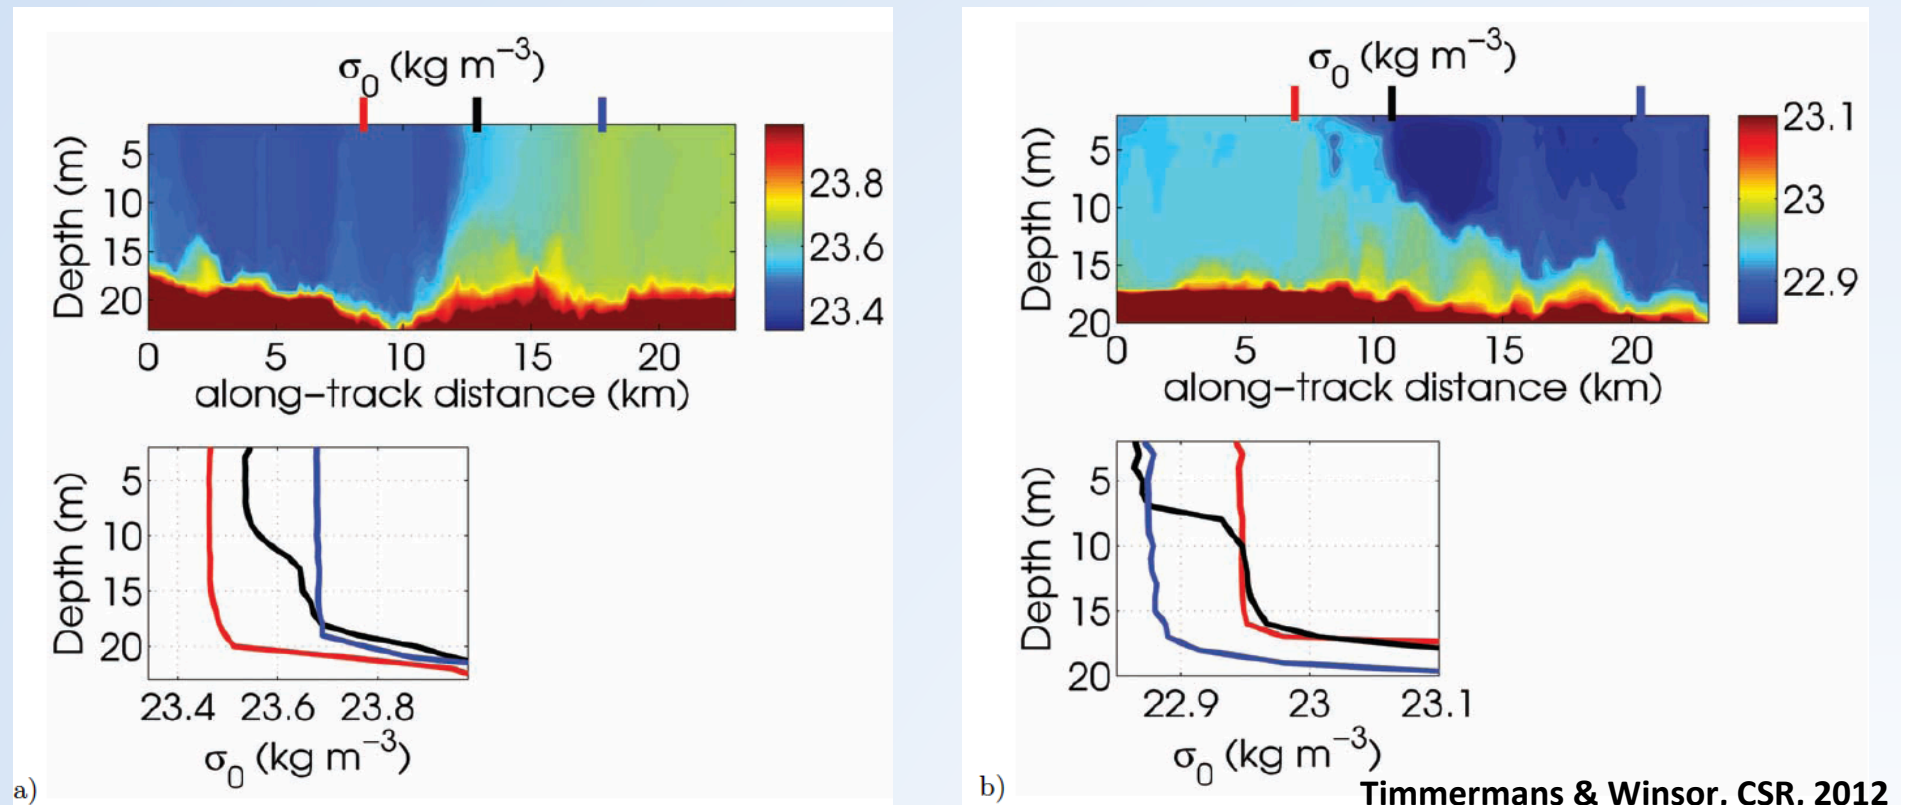 σ0 (kg m−3)
Depth (m)
5
10
15
20
0 5 10 15 20
along−track distance (km)
23.8
23.6
23.4
Depth (m)
5
10
15
20
23.4 23.6 23.8
σ0 (kg m−3)
a)
σ0 (kg m−3)
Depth (m)
5
10
15
20
0 5 10 15 20
along−track distance (km)
23.1
23
22.9
Depth (m)
5
10
15
20
22.9 23 23.1
σ0 (kg m−3)
b)
Timmermans & Winsor, CSR, 2012